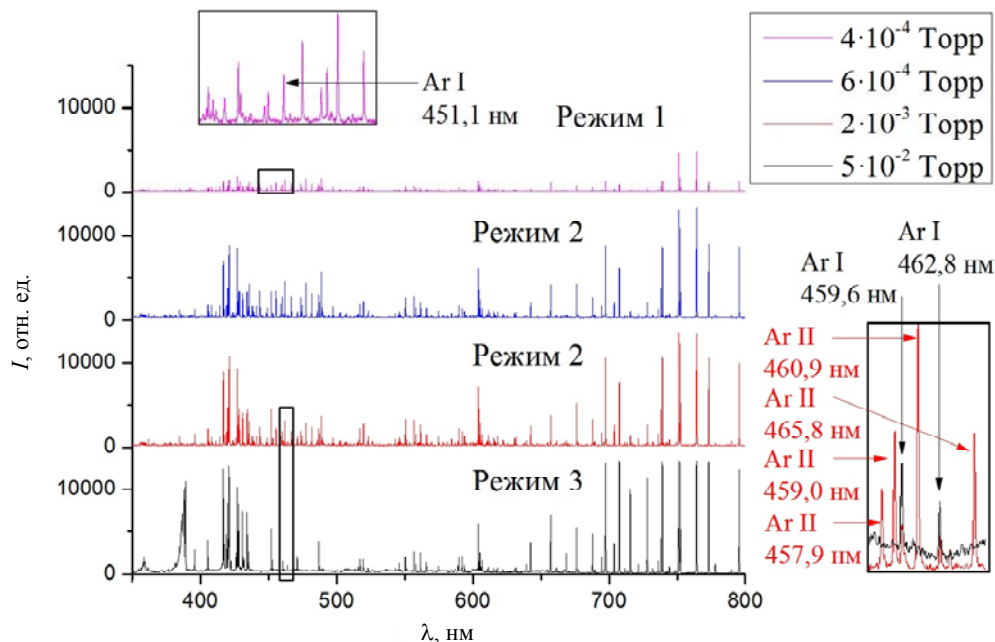 Ar I
451,1 нм
Режим 1
4·10⁻⁴ Торр
6·10⁻⁴ Торр
2·10⁻³ Торр
5·10⁻² Торр
10000
0
Режим 2
10000
0
Режим 2
10000
0
Режим 3
10000
0
I, отн. ед.
400
500
600
700
800
λ, нм
Ar I
462,8 нм
Ar I
459,6 нм
Ar II
460,9 нм
Ar II
465,8 нм
Ar II
459,0 нм
Ar II
457,9 нм